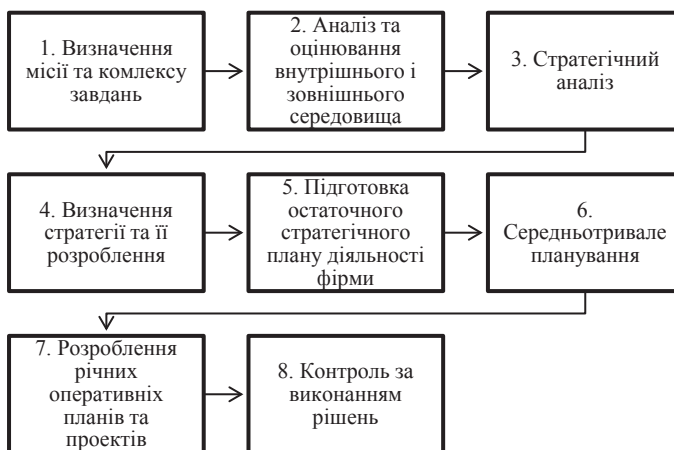 1. Визначення
місії та комлексу
завдань
2. Аналіз та
оцінювання
внутрішнього і
зовнішнього
середовища
3. Стратегічний
аналіз
4. Визначення
стратегії та її
розроблення
5. Підготовка
остаточного
стратегічного
плану діяльності
фірми
6.
Середньотривале
планування
7. Розроблення
річних
оперативніх
планів та
проектів
8. Контроль за
виконанням
рішень